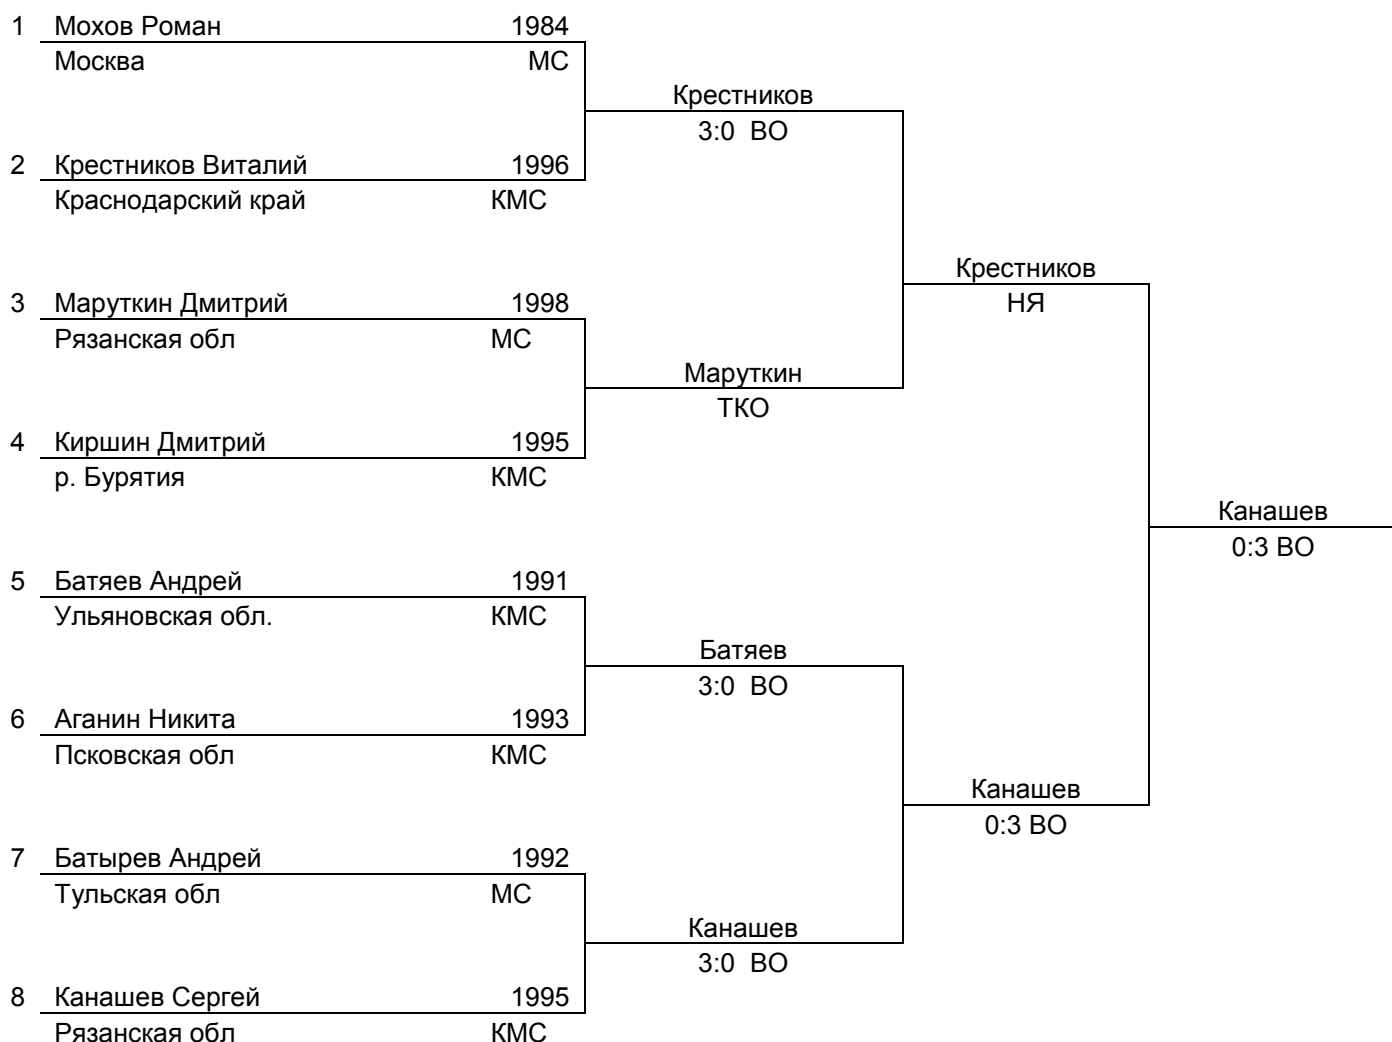 1 Мохов Роман 1984
Москва МС
Крестников
3:0 ВО
2 Крестников Виталий 1996
Краснодарский край КМС
Крестников
НЯ
3 Маруткин Дмитрий 1998
Рязанская обл МС
Маруткин
ТКО
4 Киршин Дмитрий 1995
р. Бурятия КМС
Канашев
0:3 ВО
5 Батяев Андрей 1991
Ульяновская обл. КМС
Батяев
3:0 ВО
6 Аганин Никита 1993
Псковская обл КМС
Канашев
0:3 ВО
7 Батырев Андрей 1992
Тульская обл МС
Канашев
3:0 ВО
8 Канашев Сергей 1995
Рязанская обл КМС